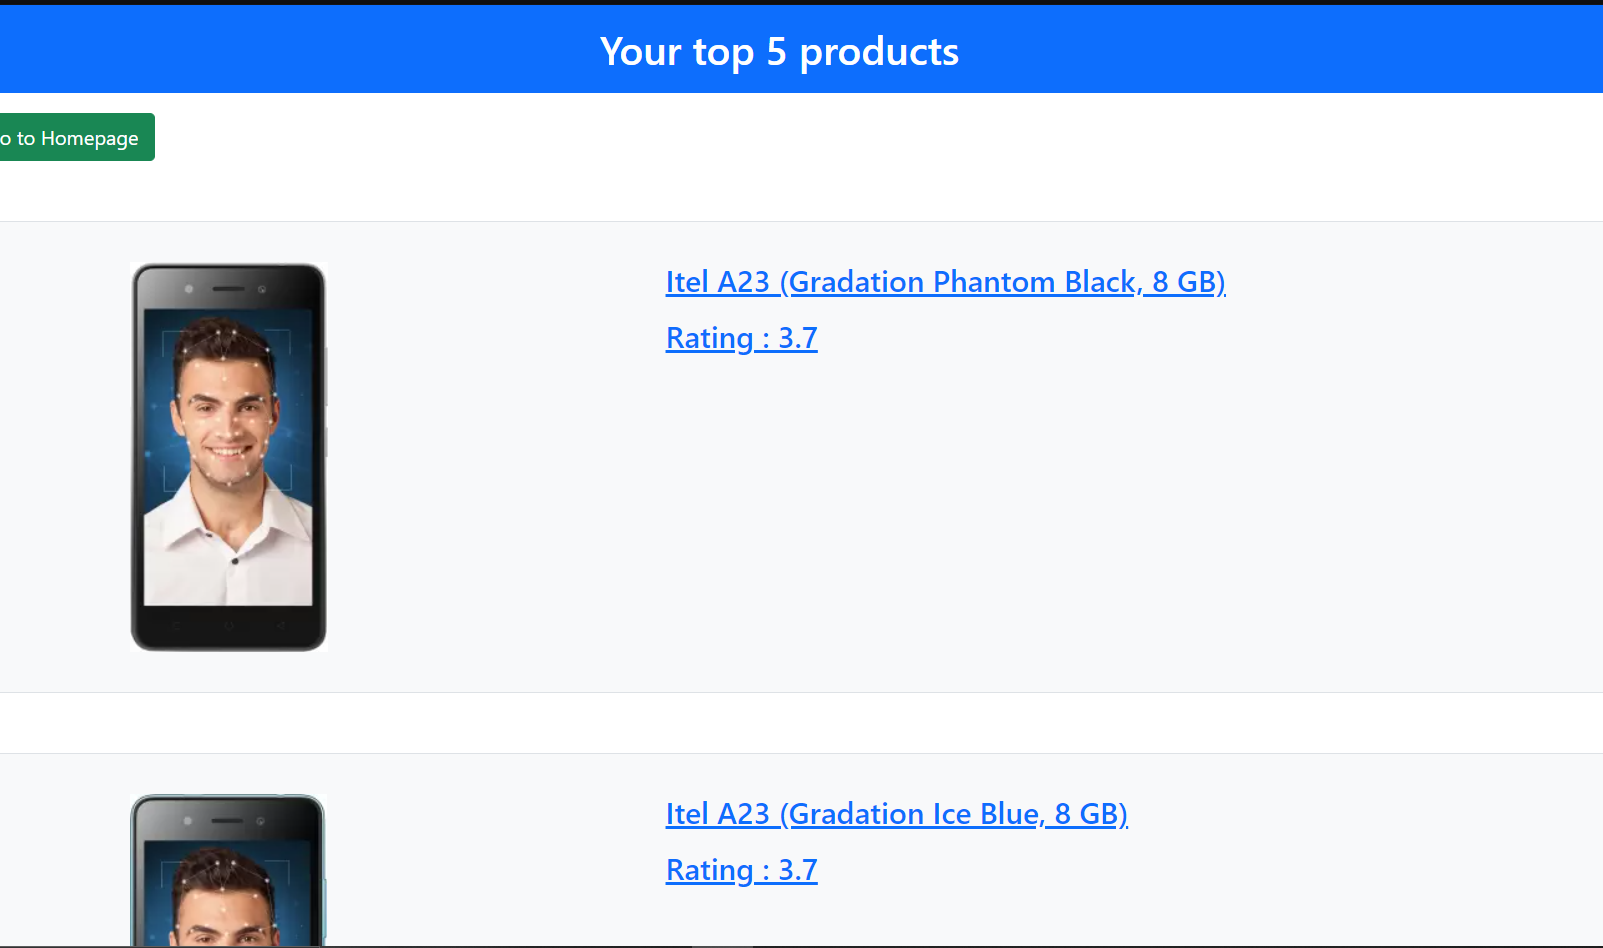 Your top 5 products
o to Homepage
Itel A23 (Gradation Phantom Black, 8 GB)
Rating : 3.7
Itel A23 (Gradation Ice Blue, 8 GB)
Rating : 3.7